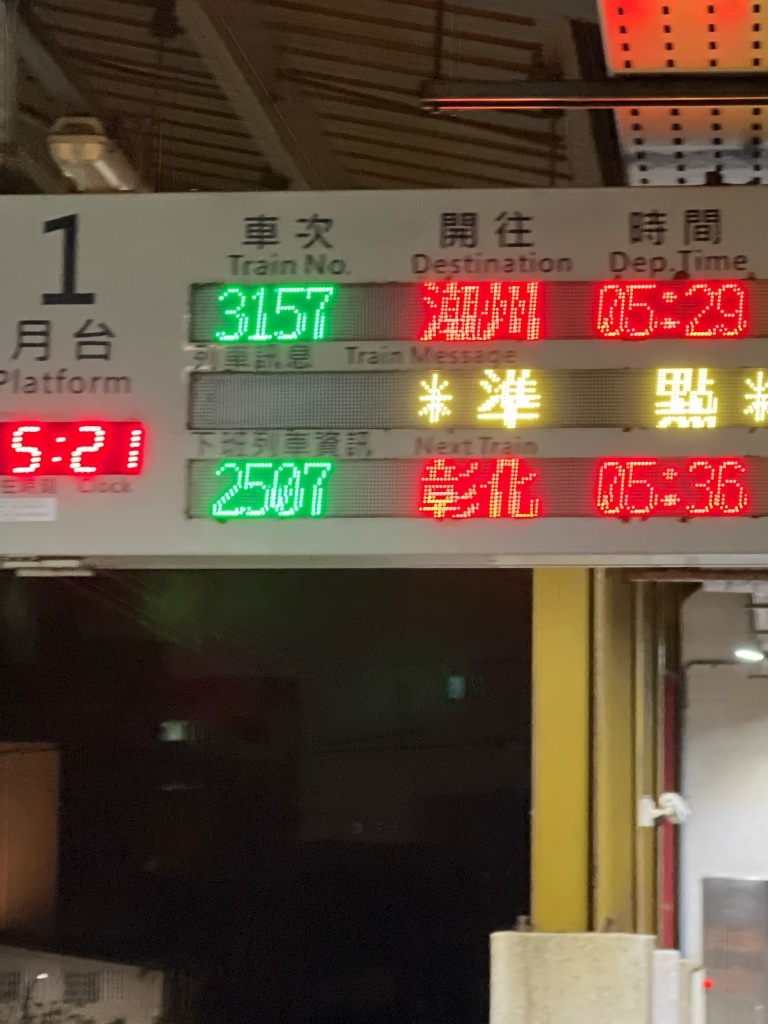 1
月台
Platform
5:21
Clock
車次 開往 時間
Train No. Destination Dep.Time
3157 潮州 05:29
列車訊息 Train Message
* 準 點 *
下班列車資訊 Next Train
2507 彰化 05:36